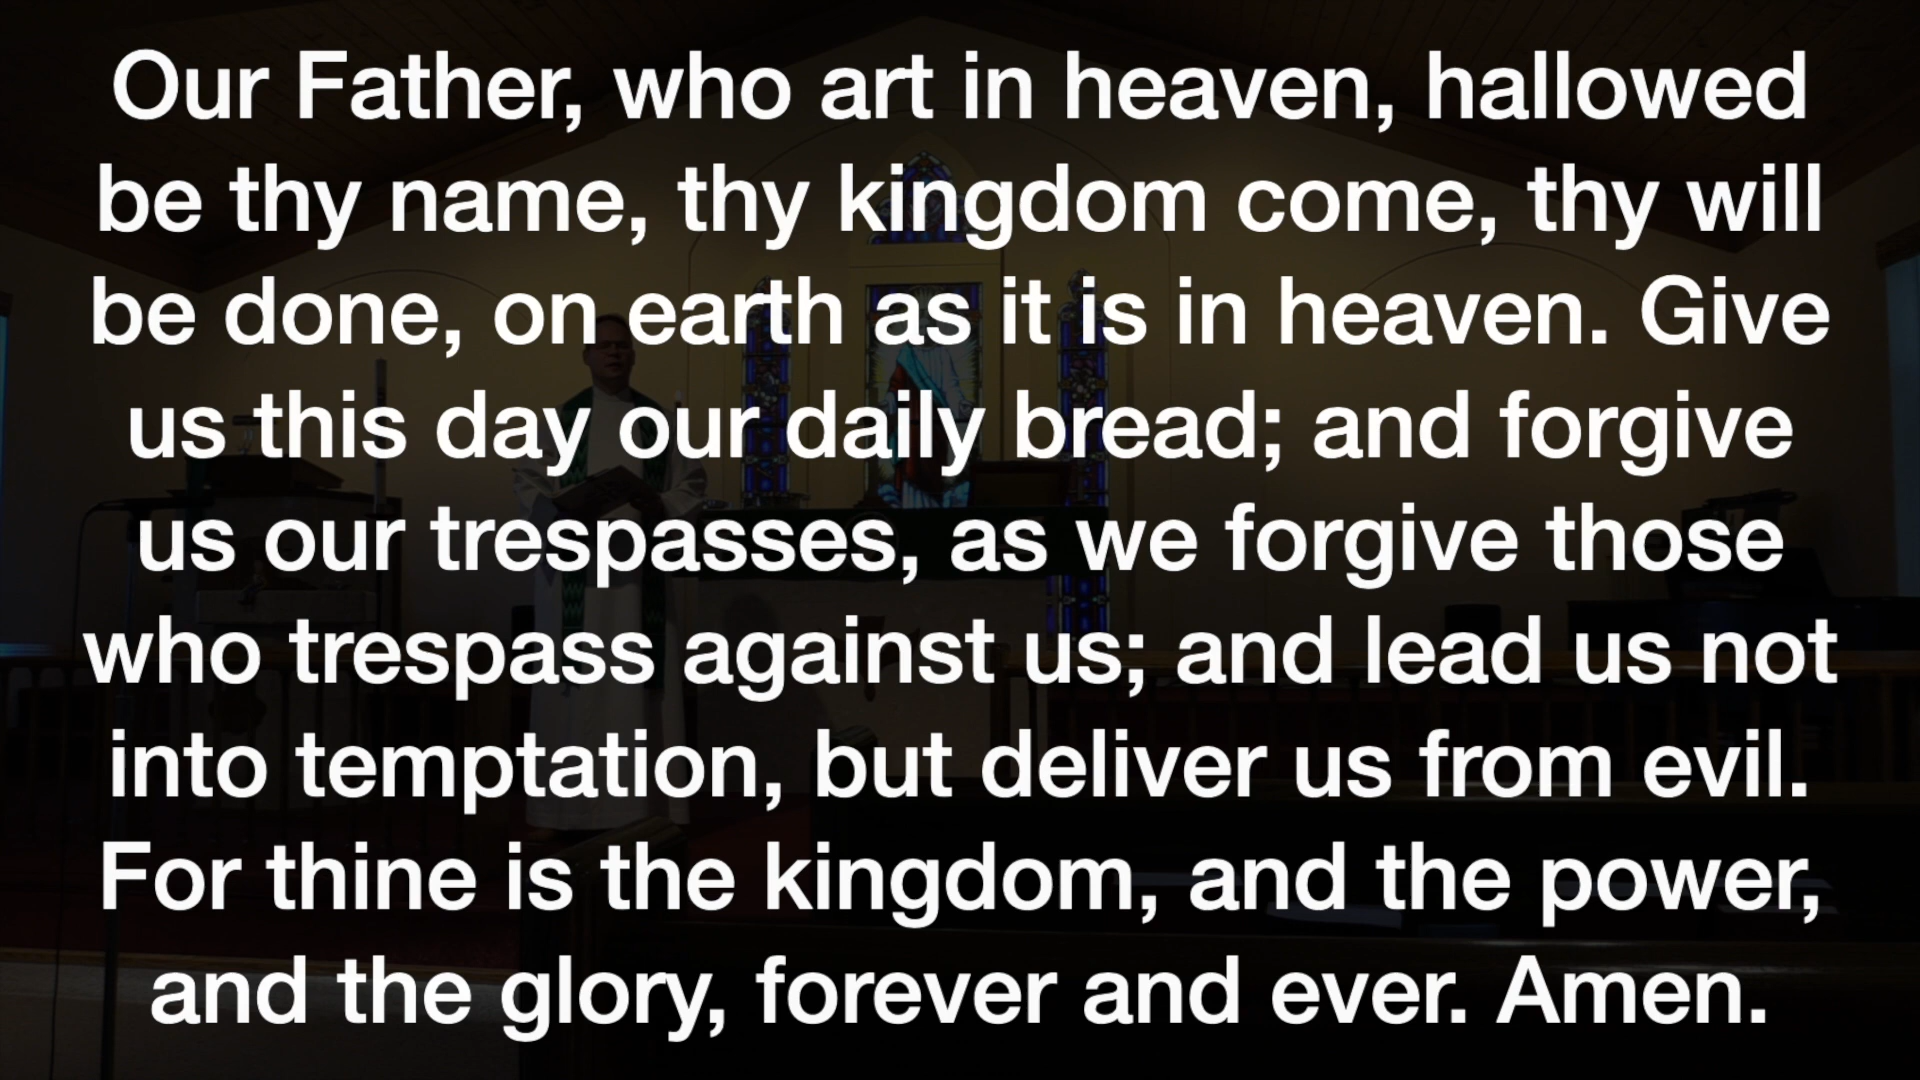 Our Father, who art in heaven, hallowed
be thy name, thy kingdom come, thy will
be done, on earth as it is in heaven. Give
us this day our daily bread; and forgive
us our trespasses, as we forgive those
who trespass against us; and lead us not
into temptation, but deliver us from evil.
For thine is the kingdom, and the power,
and the glory, forever and ever. Amen.